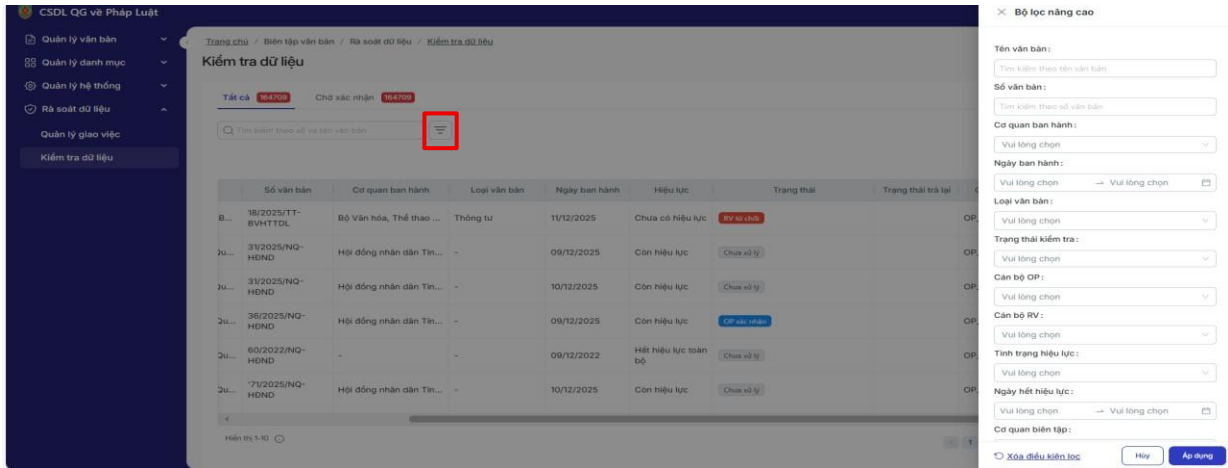 CSDL QG về Pháp Luật
Quản lý văn bản
Quản lý danh mục
Quản lý hệ thống
Rà soát dữ liệu
Quản lý giao việc
Kiểm tra dữ liệu
Trang chủ / Biên tập văn bản / Rà soát dữ liệu / Kiểm tra dữ liệu
Kiểm tra dữ liệu
Tất cả 164709 Chờ xác nhận 164709
Tìm kiếm theo số và tên văn bản
Số văn bản Cơ quan ban hành Loại văn bản Ngày ban hành Hiệu lực Trạng thái Trạng thái trả lại
B... 18/2025/TT-BVHTTDL Bộ Văn hóa, Thể thao ... Thông tư 11/12/2025 Chưa có hiệu lực RV từ chối OP
Qu... 31/2025/NQ-HĐND Hội đồng nhân dân Tỉn... - 09/12/2025 Còn hiệu lực Chưa xử lý OP
Qu... 31/2025/NQ-HĐND Hội đồng nhân dân Tỉn... - 10/12/2025 Còn hiệu lực Chưa xử lý OP
Qu... 36/2025/NQ-HĐND Hội đồng nhân dân Tỉn... - 09/12/2025 Còn hiệu lực OP xác nhận OP
Qu... 60/2022/NQ-HĐND - - 09/12/2022 Hết hiệu lực toàn bộ Chưa xử lý OP
Qu... '71/2025/NQ-HĐND Hội đồng nhân dân Tỉn... - 10/12/2025 Còn hiệu lực Chưa xử lý OP
Hiển thị 1-10
1
Bộ lọc nâng cao
Tên văn bản:
Tìm kiếm theo tên văn bản
Số văn bản:
Tìm kiếm theo số văn bản
Cơ quan ban hành:
Vui lòng chọn
Ngày ban hành:
Vui lòng chọn → Vui lòng chọn
Loại văn bản:
Vui lòng chọn
Trạng thái kiểm tra:
Vui lòng chọn
Cán bộ OP:
Vui lòng chọn
Cán bộ RV:
Vui lòng chọn
Tình trạng hiệu lực:
Vui lòng chọn
Ngày hết hiệu lực:
Vui lòng chọn → Vui lòng chọn
Cơ quan biên tập:
Xóa điều kiện lọc Hủy Áp dụng